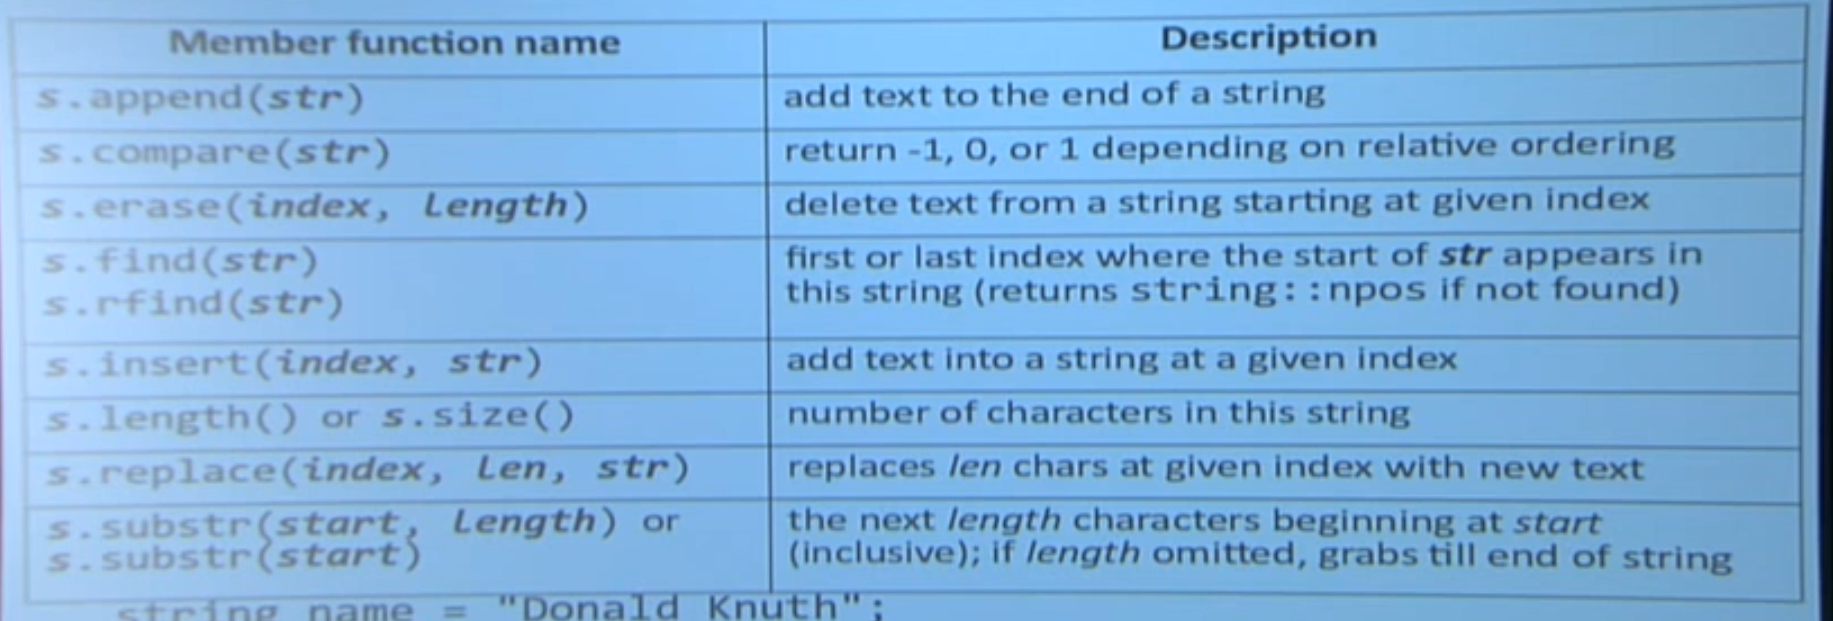 Member function name Description
s.append(str) add text to the end of a string
s.compare(str) return -1, 0, or 1 depending on relative ordering
s.erase(index, Length) delete text from a string starting at given index
s.find(str) first or last index where the start of str appears in
s.rfind(str) this string (returns string::npos if not found)
s.insert(index, str) add text into a string at a given index
s.length() or s.size() number of characters in this string
s.replace(index, Len, str) replaces len chars at given index with new text
s.substr(start, Length) or the next length characters beginning at start
s.substr(start) (inclusive); if length omitted, grabs till end of string
string name = "Donald Knuth";